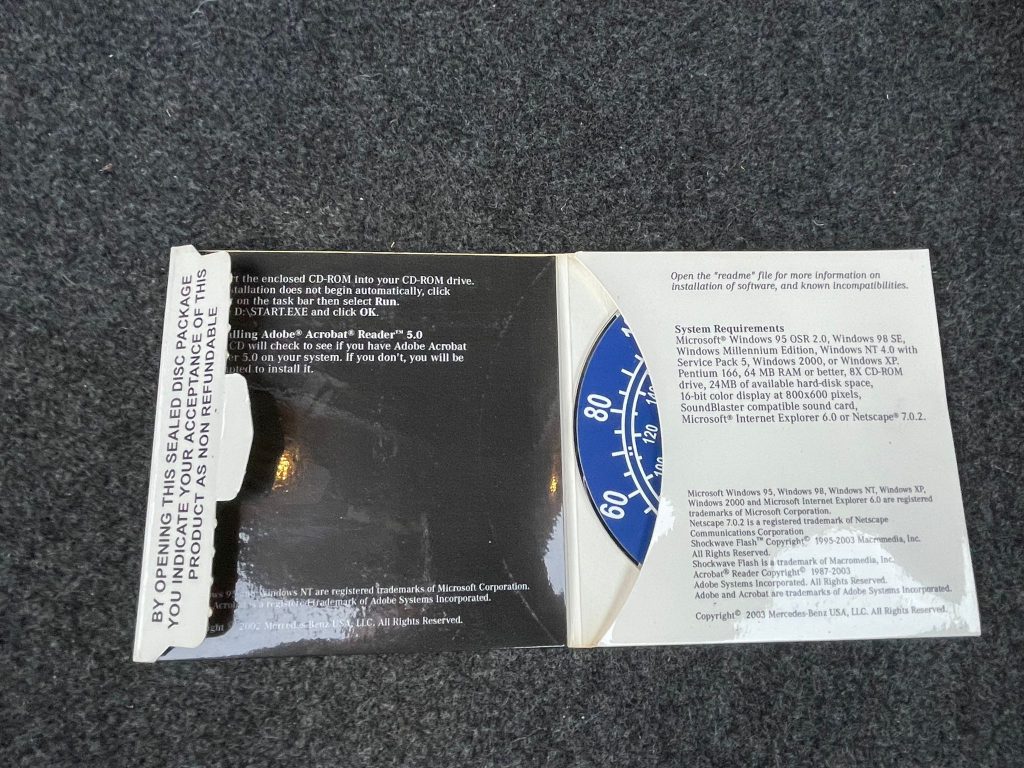 BY OPENING THIS SEALED DISC PACKAGE
YOU INDICATE YOUR ACCEPTANCE OF THIS
PRODUCT AS NON REFUNDABLE
the enclosed CD-ROM into your CD-ROM drive.
does not begin automatically, click
on the task bar then select Run.
D:\START.EXE and click OK.
Adobe® Acrobat® Reader™ 5.0
CD will check to see if you have Adobe Acrobat
5.0 on your system. If you don't, you will be
to install it.
Windows NT are registered trademarks of Microsoft Corporation.
is a registered trademark of Adobe Systems Incorporated.
2002 Mercedes-Benz USA, LLC. All Rights Reserved.
80
60
140
120
100
Open the "readme" file for more information on
installation of software, and known incompatibilities.
System Requirements
Microsoft® Windows 95 OSR 2.0, Windows 98 SE,
Windows Millennium Edition, Windows NT 4.0 with
Service Pack 5, Windows 2000, or Windows XP,
Pentium 166, 64 MB RAM or better, 8X CD-ROM
drive, 24MB of available hard-disk space,
16-bit color display at 800x600 pixels,
SoundBlaster compatible sound card,
Microsoft® Internet Explorer 6.0 or Netscape® 7.0.2.
Microsoft Windows 95, Windows 98, Windows NT, Windows XP,
Windows 2000 and Microsoft Internet Explorer 6.0 are registered
trademarks of Microsoft Corporation.
Netscape 7.0.2 is a registered trademark of Netscape
Communications Corporation
Shockwave Flash™ Copyright© 1995-2003 Macromedia, Inc.
All Rights Reserved.
Shockwave Flash is a trademark of Macromedia, Inc.
Acrobat® Reader Copyright© 1987-2003
Adobe Systems Incorporated. All Rights Reserved.
Adobe and Acrobat are trademarks of Adobe Systems Incorporated.
Copyright© 2003 Mercedes-Benz USA, LLC. All Rights Reserved.